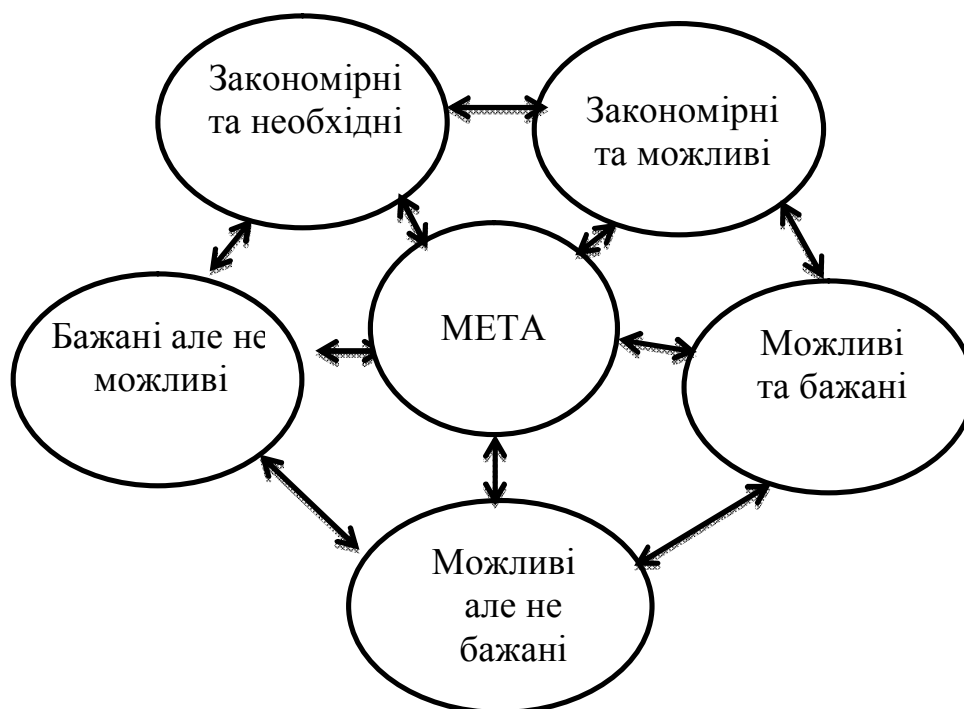 Закономірні
та необхідні
Закономірні
та можливі
Бажані але не
можливі
МЕТА
Можливі
та бажані
Можливі
але не
бажані